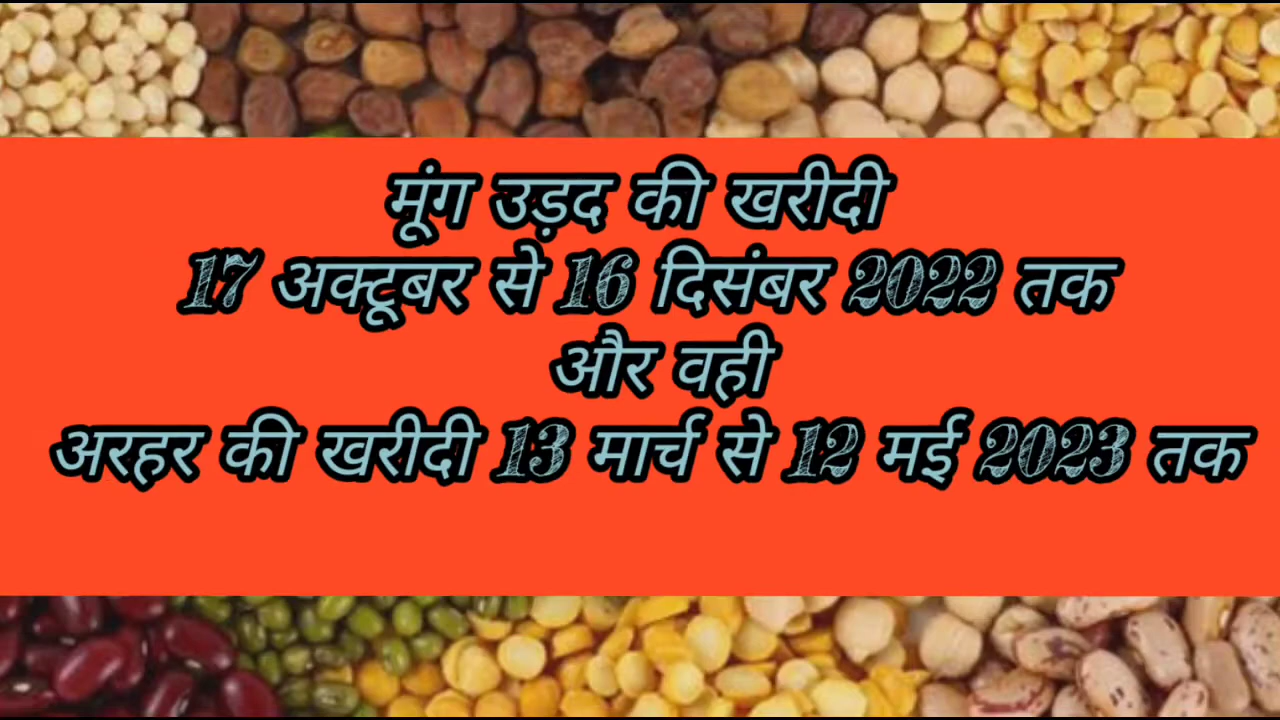 मूंग उड़द की खरीदी
17 अक्टूबर से 16 दिसंबर 2022 तक
और वही
अरहर की खरीदी 13 मार्च से 12 मई 2023 तक